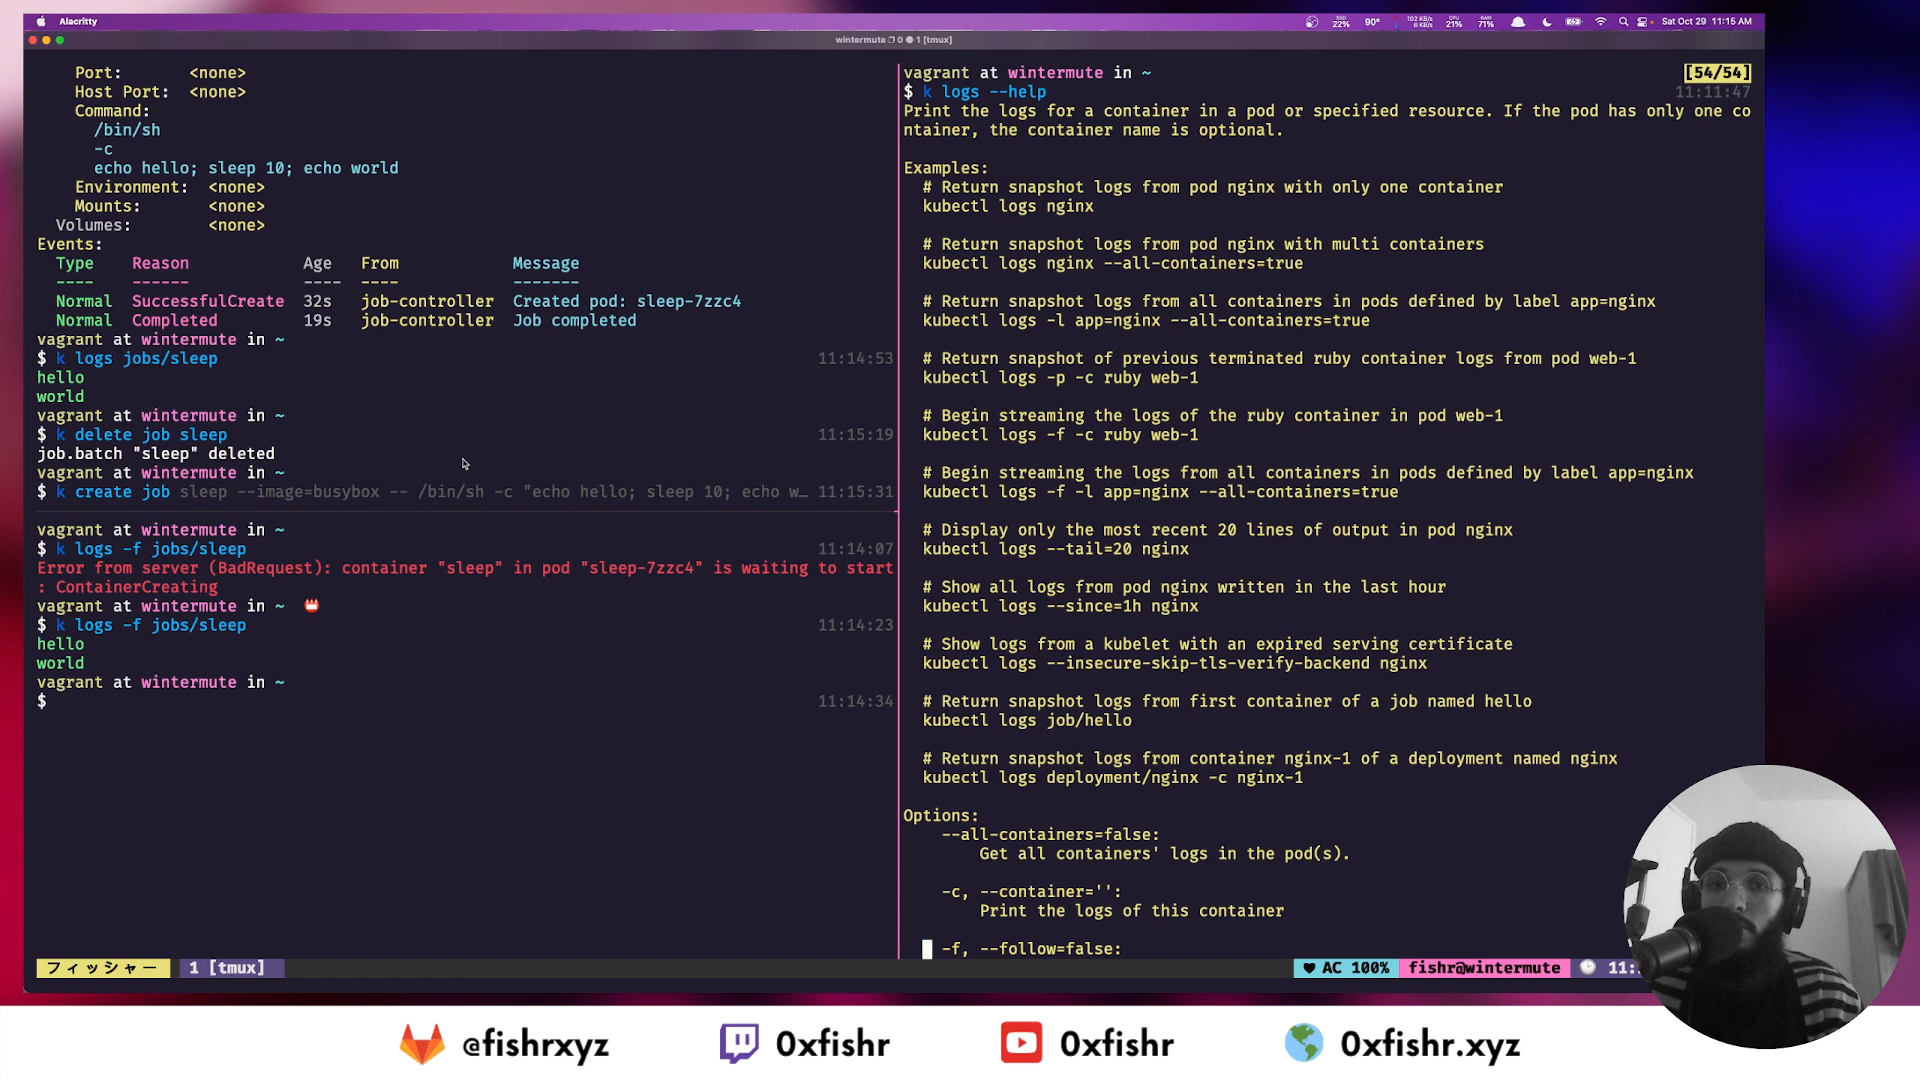 Alacritty
22%
90°
102 KB/s
6 KB/s
CPU
21%
RAM
71%
Sat Oct 29 11:15 AM
wintermute 0 1 [tmux]
Port: <none>
Host Port: <none>
Command:
/bin/sh
-c
echo hello; sleep 10; echo world
Environment: <none>
Mounts: <none>
Volumes: <none>
Events:
Type Reason Age From Message
---- ------ ---- ---- -------
Normal SuccessfulCreate 32s job-controller Created pod: sleep-7zzc4
Normal Completed 19s job-controller Job completed
vagrant at wintermute in ~
$ k logs jobs/sleep 11:14:53
hello
world
vagrant at wintermute in ~
$ k delete job sleep 11:15:19
job.batch "sleep" deleted
vagrant at wintermute in ~
$ k create job sleep --image=busybox -- /bin/sh -c "echo hello; sleep 10; echo w… 11:15:31
vagrant at wintermute in ~
$ k logs -f jobs/sleep 11:14:07
Error from server (BadRequest): container "sleep" in pod "sleep-7zzc4" is waiting to start
: ContainerCreating
vagrant at wintermute in ~
$ k logs -f jobs/sleep 11:14:23
hello
world
vagrant at wintermute in ~
$ 11:14:34
vagrant at wintermute in ~ [54/54]
$ k logs --help 11:11:47
Print the logs for a container in a pod or specified resource. If the pod has only one co
ntainer, the container name is optional.
Examples:
# Return snapshot logs from pod nginx with only one container
kubectl logs nginx
# Return snapshot logs from pod nginx with multi containers
kubectl logs nginx --all-containers=true
# Return snapshot logs from all containers in pods defined by label app=nginx
kubectl logs -l app=nginx --all-containers=true
# Return snapshot of previous terminated ruby container logs from pod web-1
kubectl logs -p -c ruby web-1
# Begin streaming the logs of the ruby container in pod web-1
kubectl logs -f -c ruby web-1
# Begin streaming the logs from all containers in pods defined by label app=nginx
kubectl logs -f -l app=nginx --all-containers=true
# Display only the most recent 20 lines of output in pod nginx
kubectl logs --tail=20 nginx
# Show all logs from pod nginx written in the last hour
kubectl logs --since=1h nginx
# Show logs from a kubelet with an expired serving certificate
kubectl logs --insecure-skip-tls-verify-backend nginx
# Return snapshot logs from first container of a job named hello
kubectl logs job/hello
# Return snapshot logs from container nginx-1 of a deployment named nginx
kubectl logs deployment/nginx -c nginx-1
Options:
--all-containers=false:
Get all containers' logs in the pod(s).
-c, --container='':
Print the logs of this container
-f, --follow=false:
フィッシャー 1 [tmux] ♥ AC 100% fishr@wintermute 11:
@fishrxyz 0xfishr 0xfishr 0xfishr.xyz